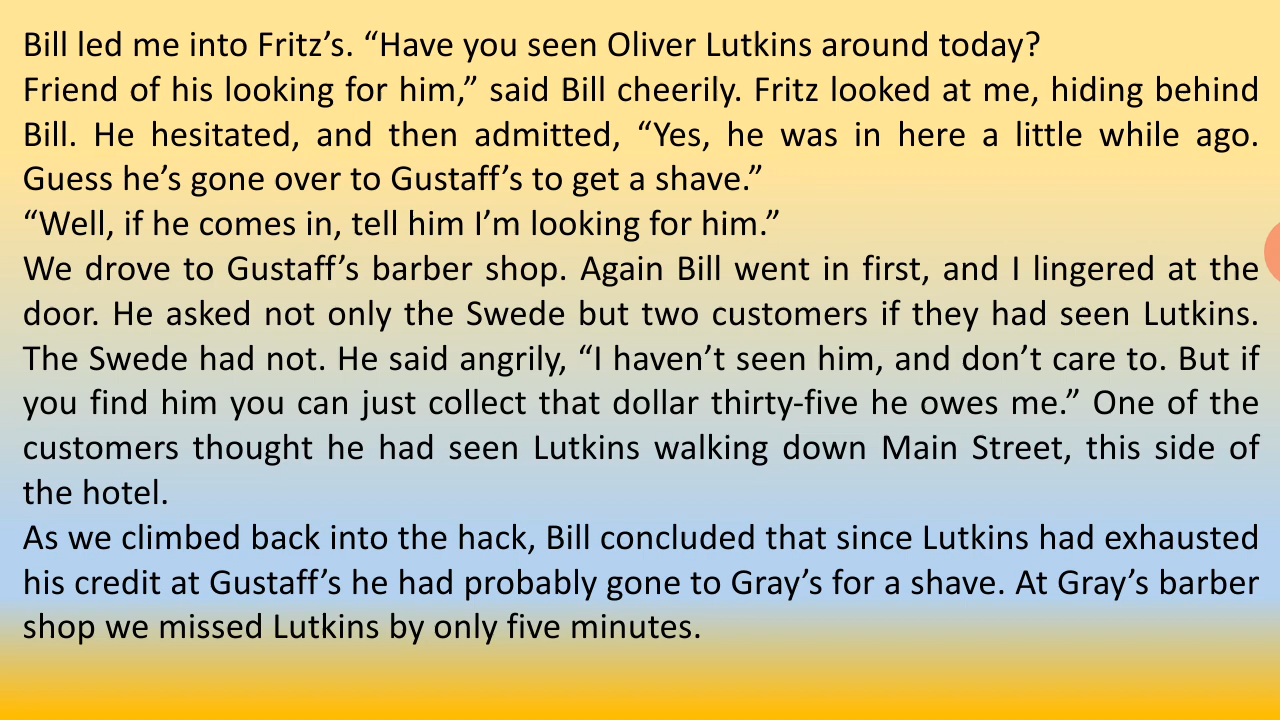 Bill led me into Fritz’s. “Have you seen Oliver Lutkins around today?
Friend of his looking for him,” said Bill cheerily. Fritz looked at me, hiding behind
Bill. He hesitated, and then admitted, “Yes, he was in here a little while ago.
Guess he’s gone over to Gustaff’s to get a shave.”
“Well, if he comes in, tell him I’m looking for him.”
We drove to Gustaff’s barber shop. Again Bill went in first, and I lingered at the
door. He asked not only the Swede but two customers if they had seen Lutkins.
The Swede had not. He said angrily, “I haven’t seen him, and don’t care to. But if
you find him you can just collect that dollar thirty-five he owes me.” One of the
customers thought he had seen Lutkins walking down Main Street, this side of
the hotel.
As we climbed back into the hack, Bill concluded that since Lutkins had exhausted
his credit at Gustaff’s he had probably gone to Gray’s for a shave. At Gray’s barber
shop we missed Lutkins by only five minutes.